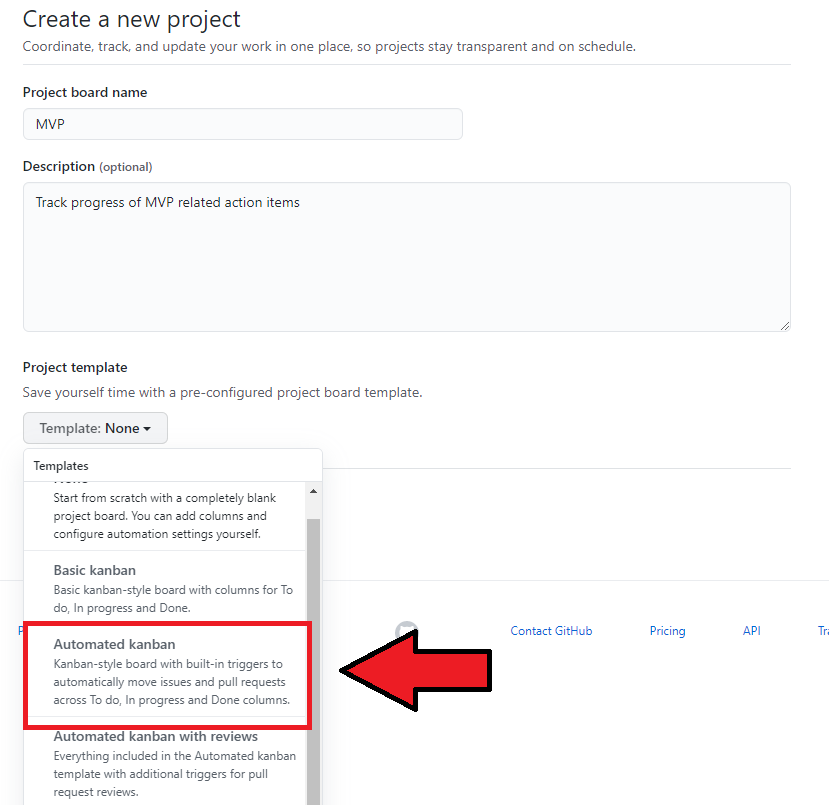 Create a new project
Coordinate, track, and update your work in one place, so projects stay transparent and on schedule.
Project board name
MVP
Description (optional)
Track progress of MVP related action items
Project template
Save yourself time with a pre-configured project board template.
Template: None
Templates
None
Start from scratch with a completely blank
project board. You can add columns and
configure automation settings yourself.
Basic kanban
Basic kanban-style board with columns for To
do, In progress and Done.
Automated kanban
Kanban-style board with built-in triggers to
automatically move issues and pull requests
across To do, In progress and Done columns.
Automated kanban with reviews
Everything included in the Automated kanban
template with additional triggers for pull
request reviews.
Contact GitHub Pricing API